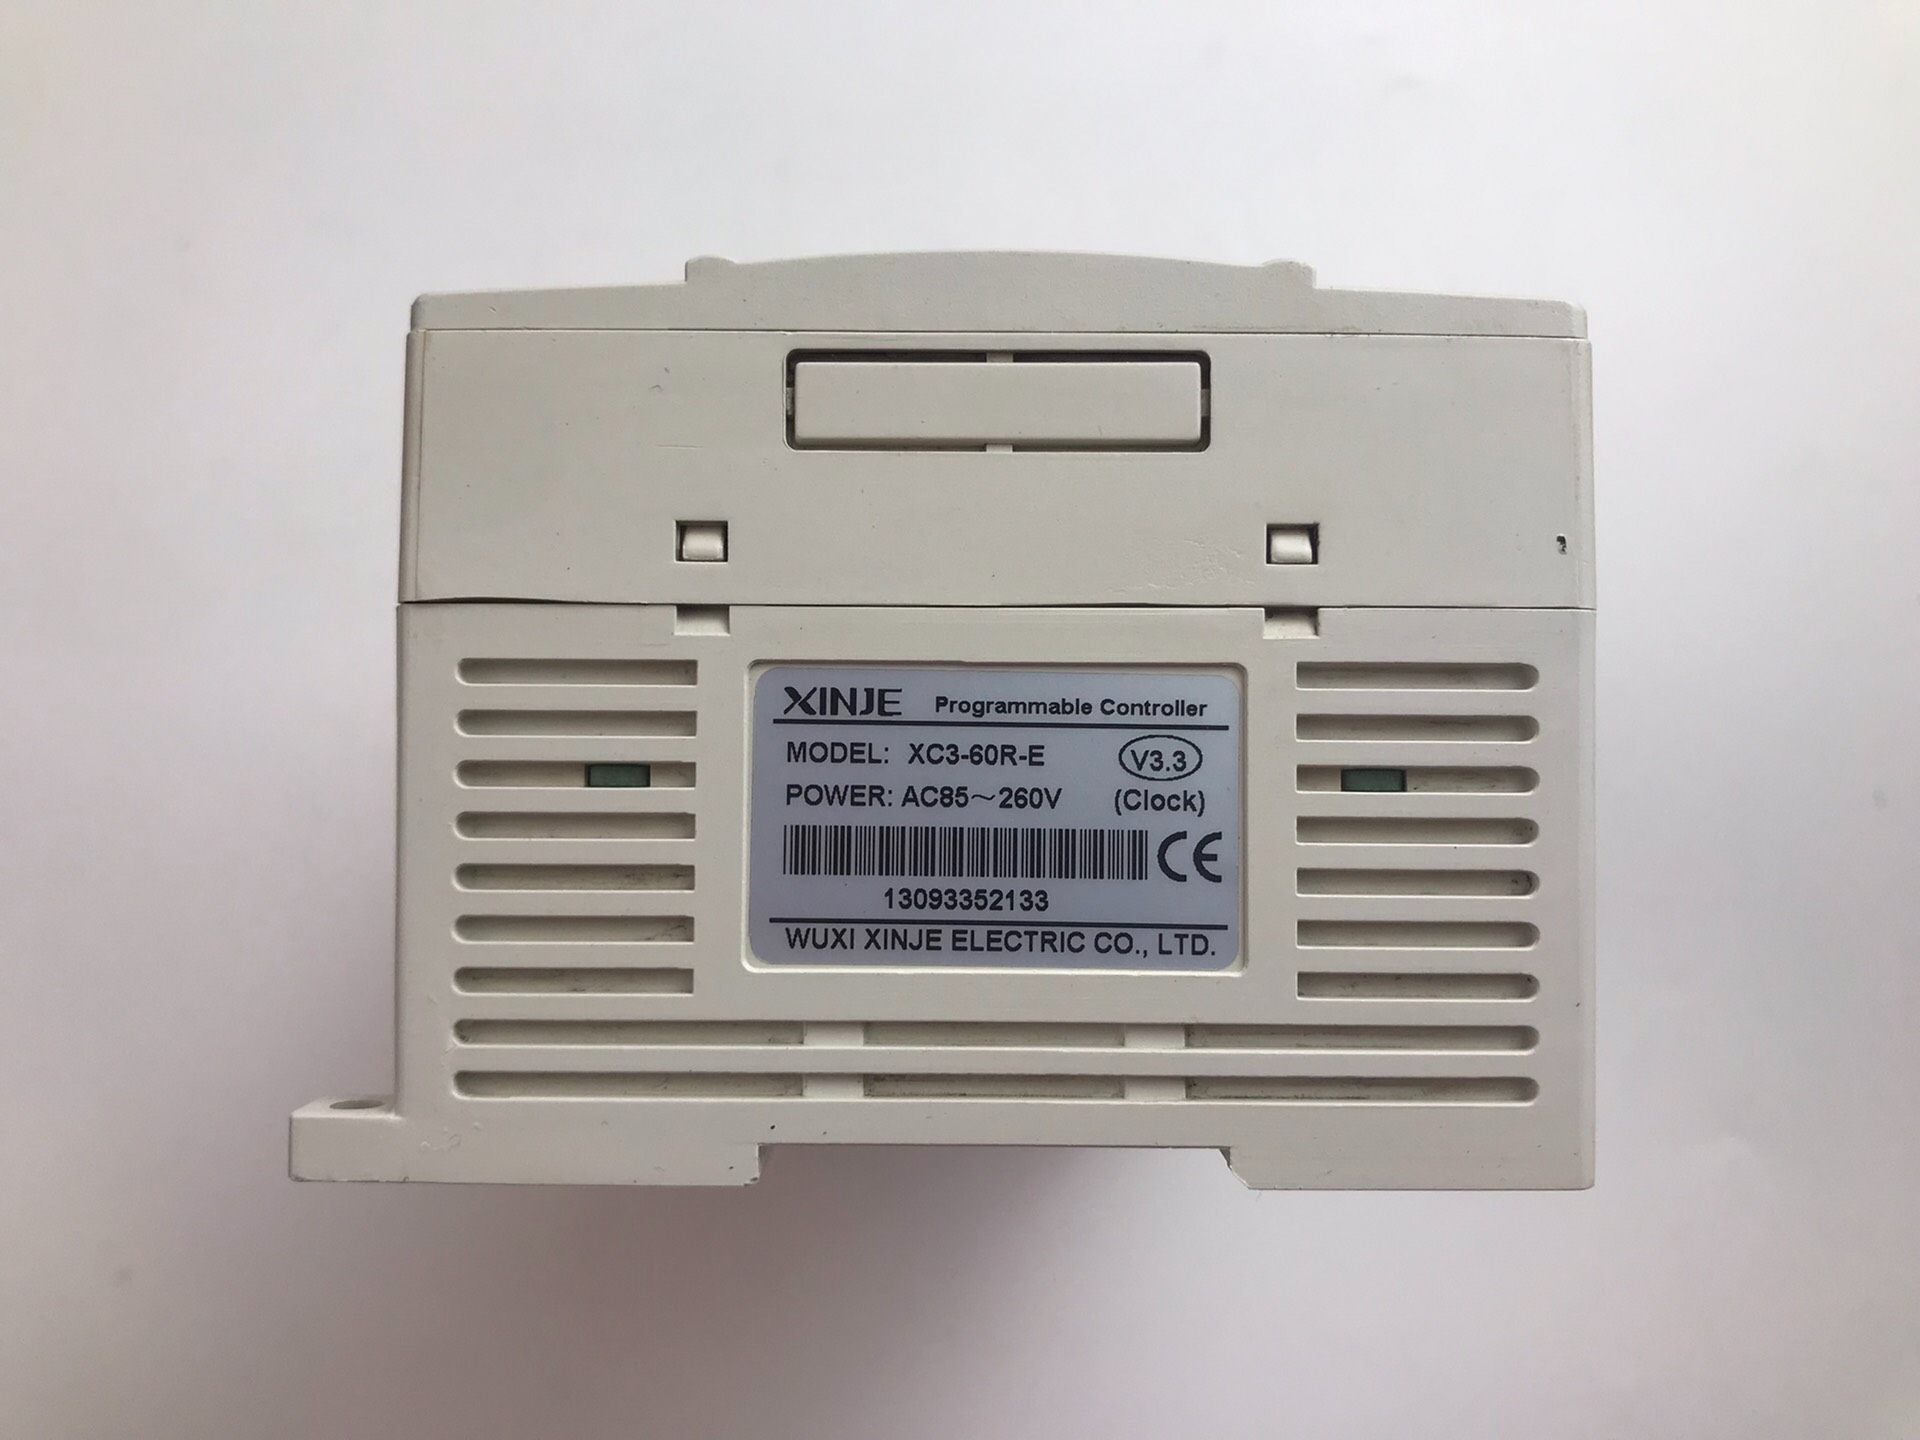 XINJE Programmable Controller
MODEL: XC3-60R-E V3.3
POWER: AC85～260V (Clock)
CE
13093352133
WUXI XINJE ELECTRIC CO., LTD.